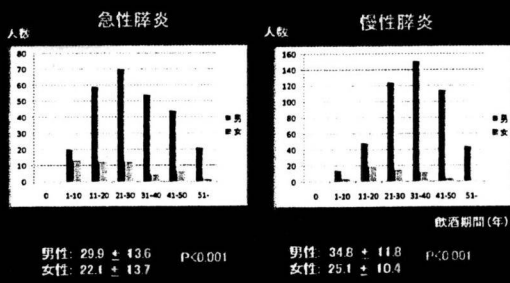 急性膵炎
慢性膵炎
人数
人数
80
70
60
50
40
30
20
10
0
0 1-10 11-20 21-30 31-40 41-50 51-
男
女
160
140
120
100
80
60
40
20
0
0 1-10 11-20 21-30 31-40 41-50 51-
男
女
飲酒期間(年)
男性: 29.9 ± 13.6
女性: 22.1 ± 13.7
P<0.001
男性: 34.8 ± 11.8
女性: 25.1 ± 10.4
P<0.001